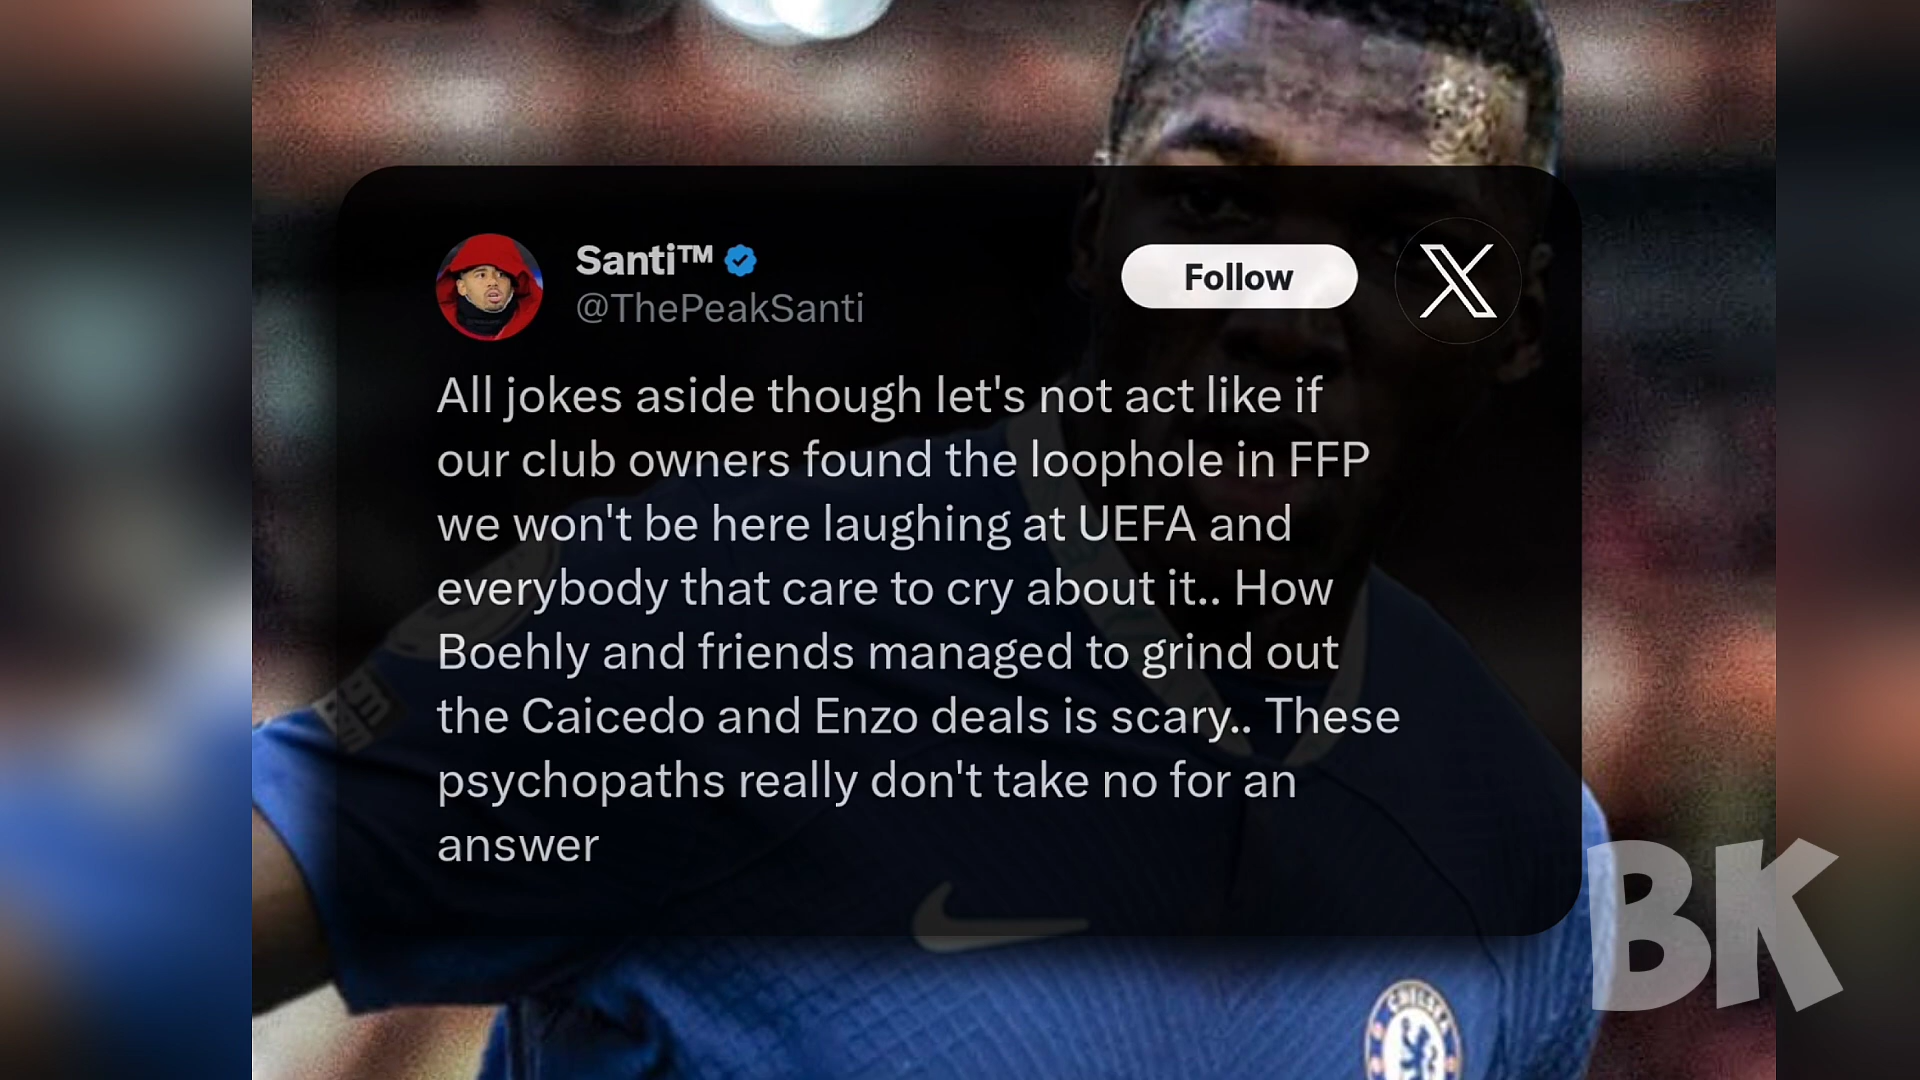 Santi™
@ThePeakSanti
Follow
All jokes aside though let's not act like if
our club owners found the loophole in FFP
we won't be here laughing at UEFA and
everybody that care to cry about it.. How
Boehly and friends managed to grind out
the Caicedo and Enzo deals is scary.. These
psychopaths really don't take no for an
answer
BK
CHELSEA